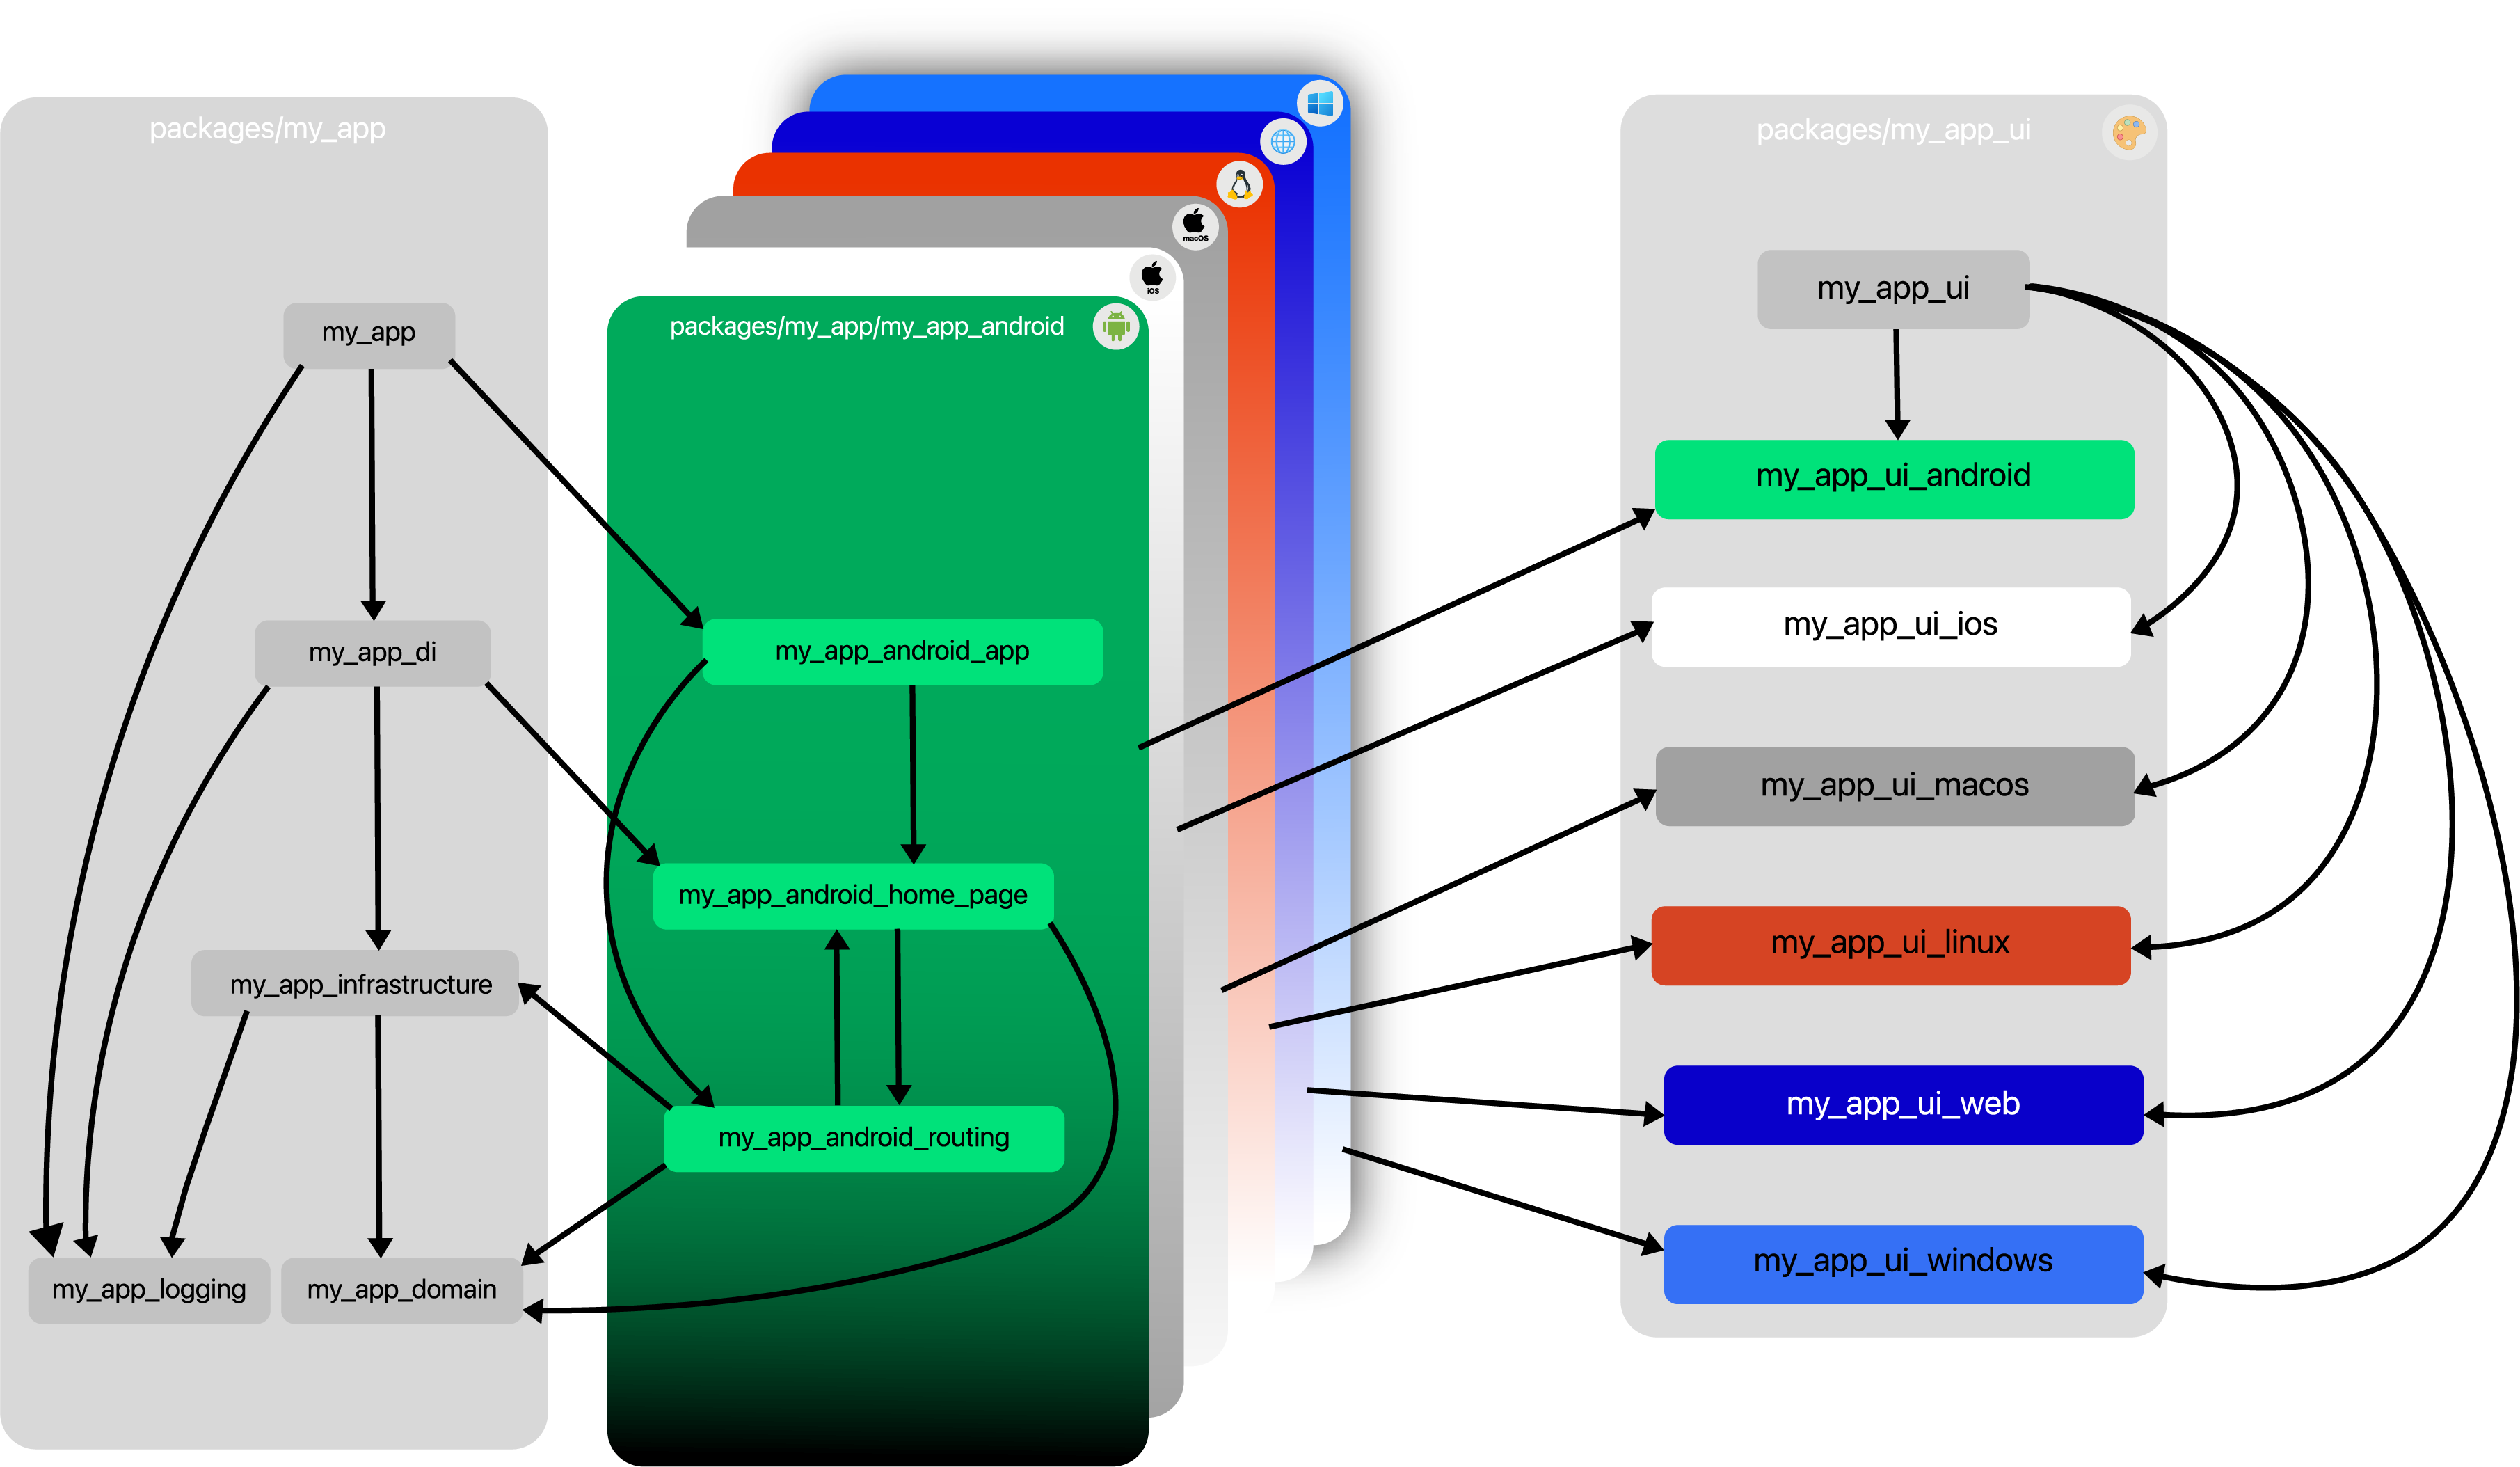 packages/my_app
my_app
my_app_di
my_app_infrastructure
my_app_logging
my_app_domain
macOS
iOS
packages/my_app/my_app_android
my_app_android_app
my_app_android_home_page
my_app_android_routing
packages/my_app_ui
my_app_ui
my_app_ui_android
my_app_ui_ios
my_app_ui_macos
my_app_ui_linux
my_app_ui_web
my_app_ui_windows